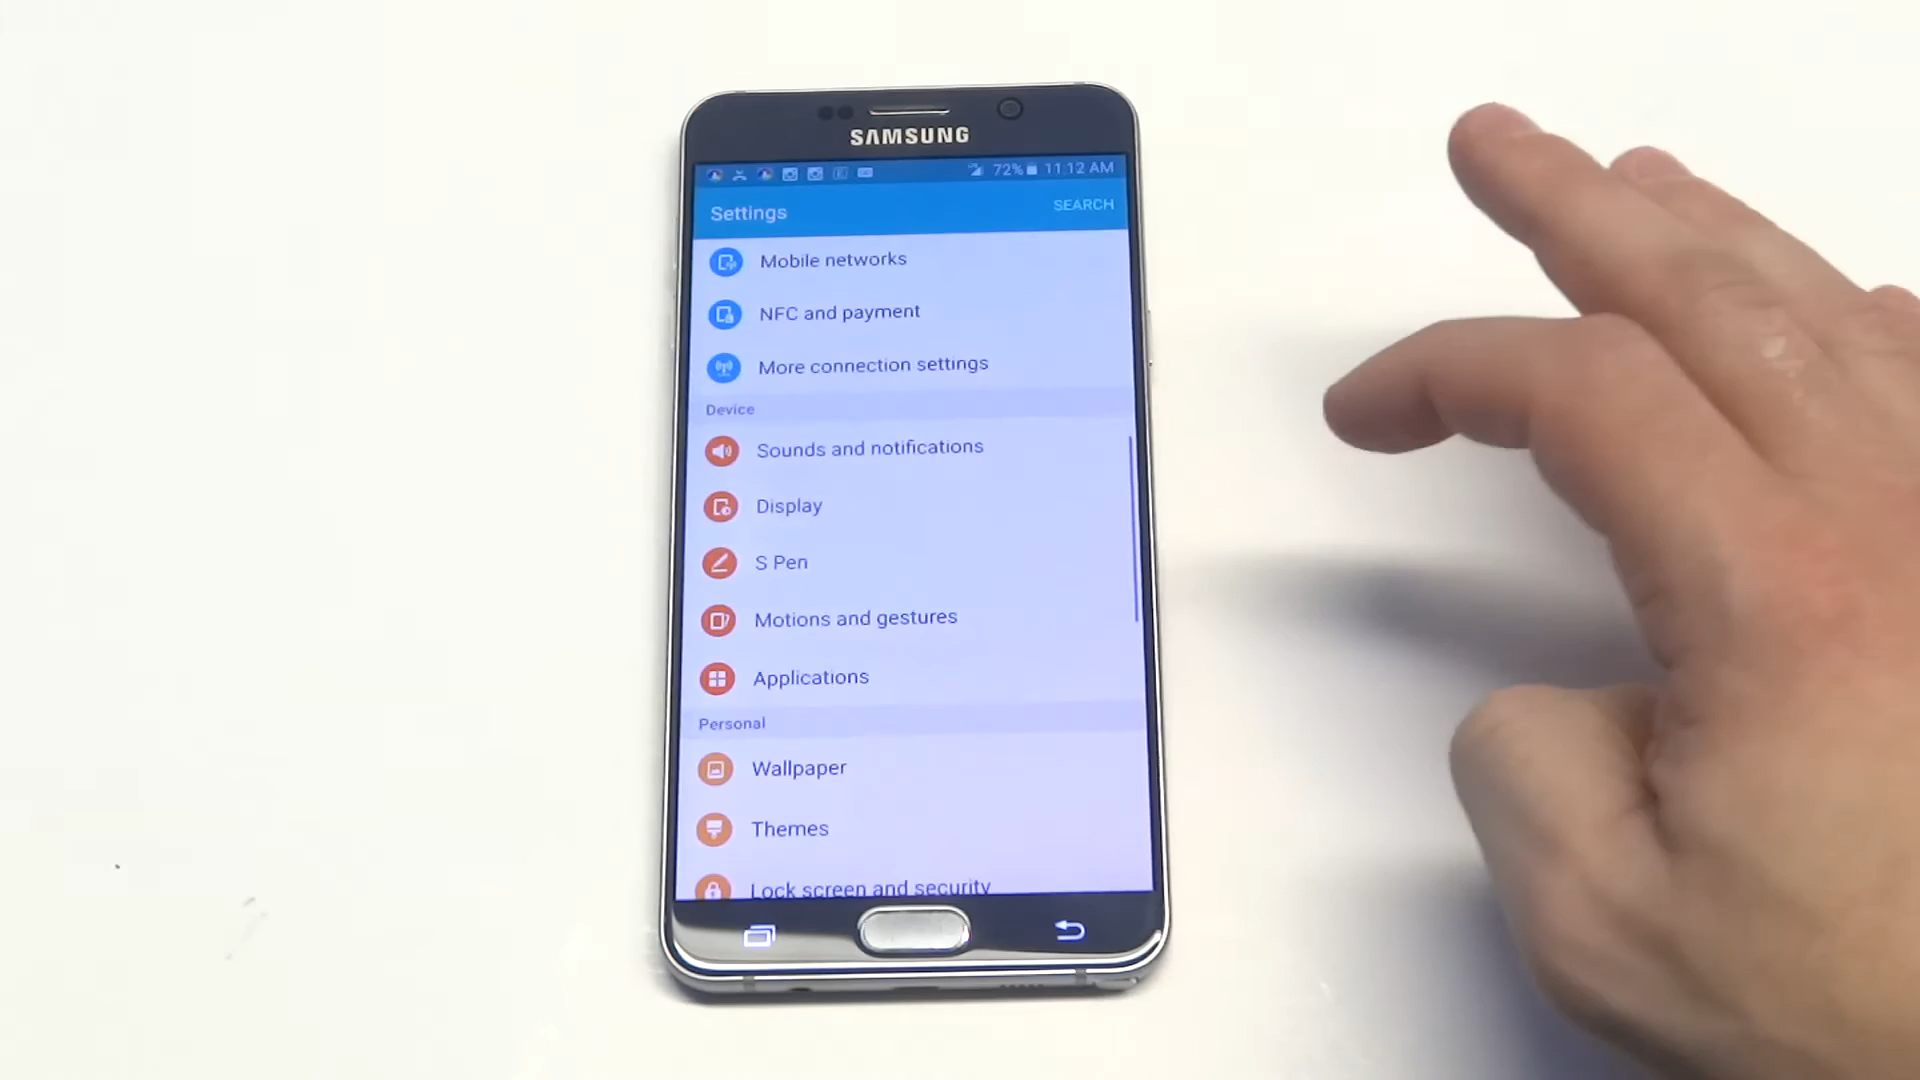 SAMSUNG
72% 11:12 AM
Settings SEARCH
Mobile networks
NFC and payment
More connection settings
Device
Sounds and notifications
Display
S Pen
Motions and gestures
Applications
Personal
Wallpaper
Themes
Lock screen and security